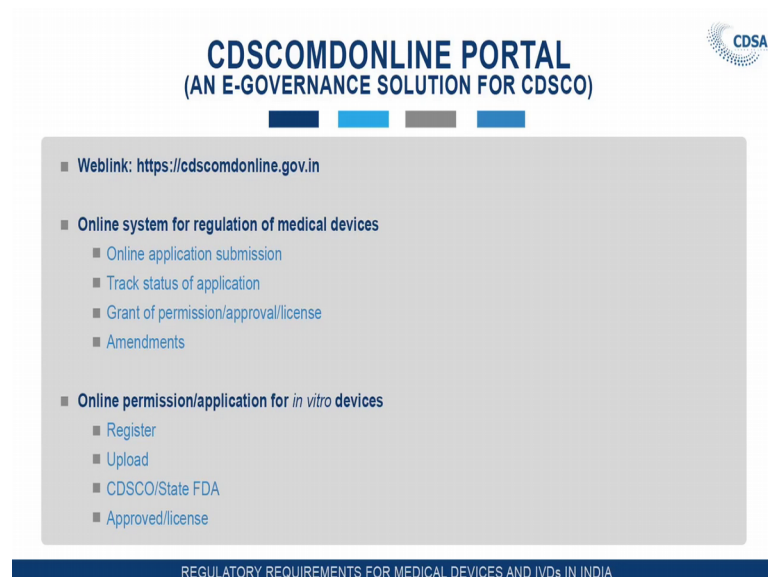 CDSCOMDONLINE PORTAL
(AN E-GOVERNANCE SOLUTION FOR CDSCO)
CDSA
Weblink: https://cdscomdonline.gov.in
Online system for regulation of medical devices
Online application submission
Track status of application
Grant of permission/approval/license
Amendments
Online permission/application for in vitro devices
Register
Upload
CDSCO/State FDA
Approved/license
REGULATORY REQUIREMENTS FOR MEDICAL DEVICES AND IVDs IN INDIA